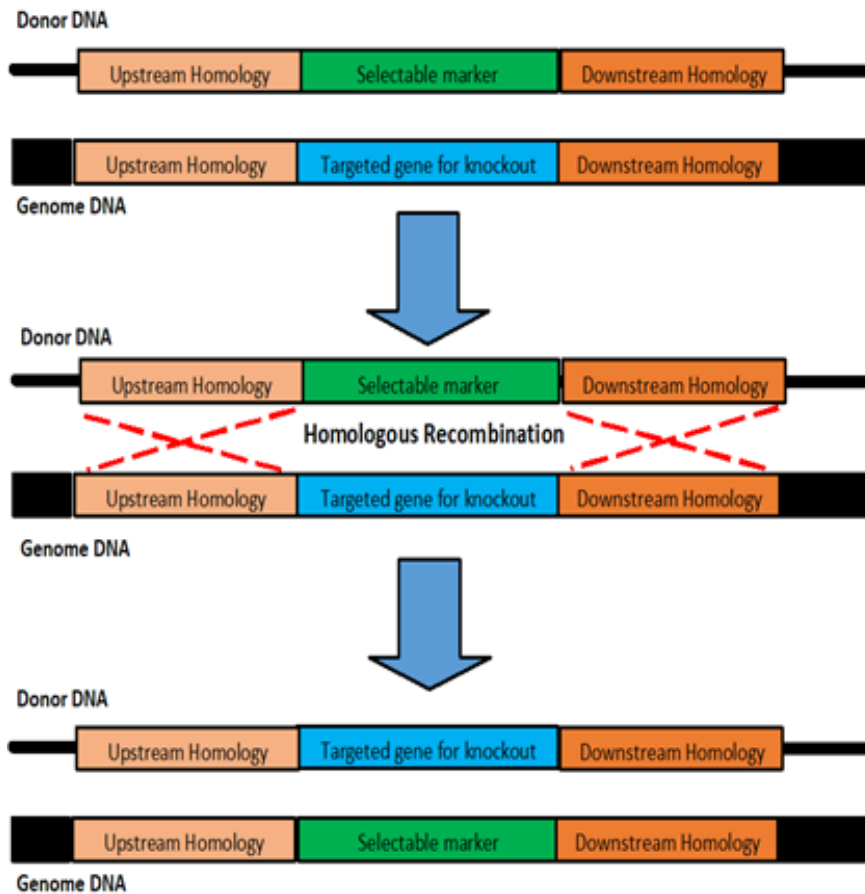 Donor DNA
Upstream Homology Selectable marker Downstream Homology
Upstream Homology Targeted gene for knockout Downstream Homology
Genome DNA
Donor DNA
Upstream Homology Selectable marker Downstream Homology
Homologous Recombination
Upstream Homology Targeted gene for knockout Downstream Homology
Genome DNA
Donor DNA
Upstream Homology Targeted gene for knockout Downstream Homology
Upstream Homology Selectable marker Downstream Homology
Genome DNA